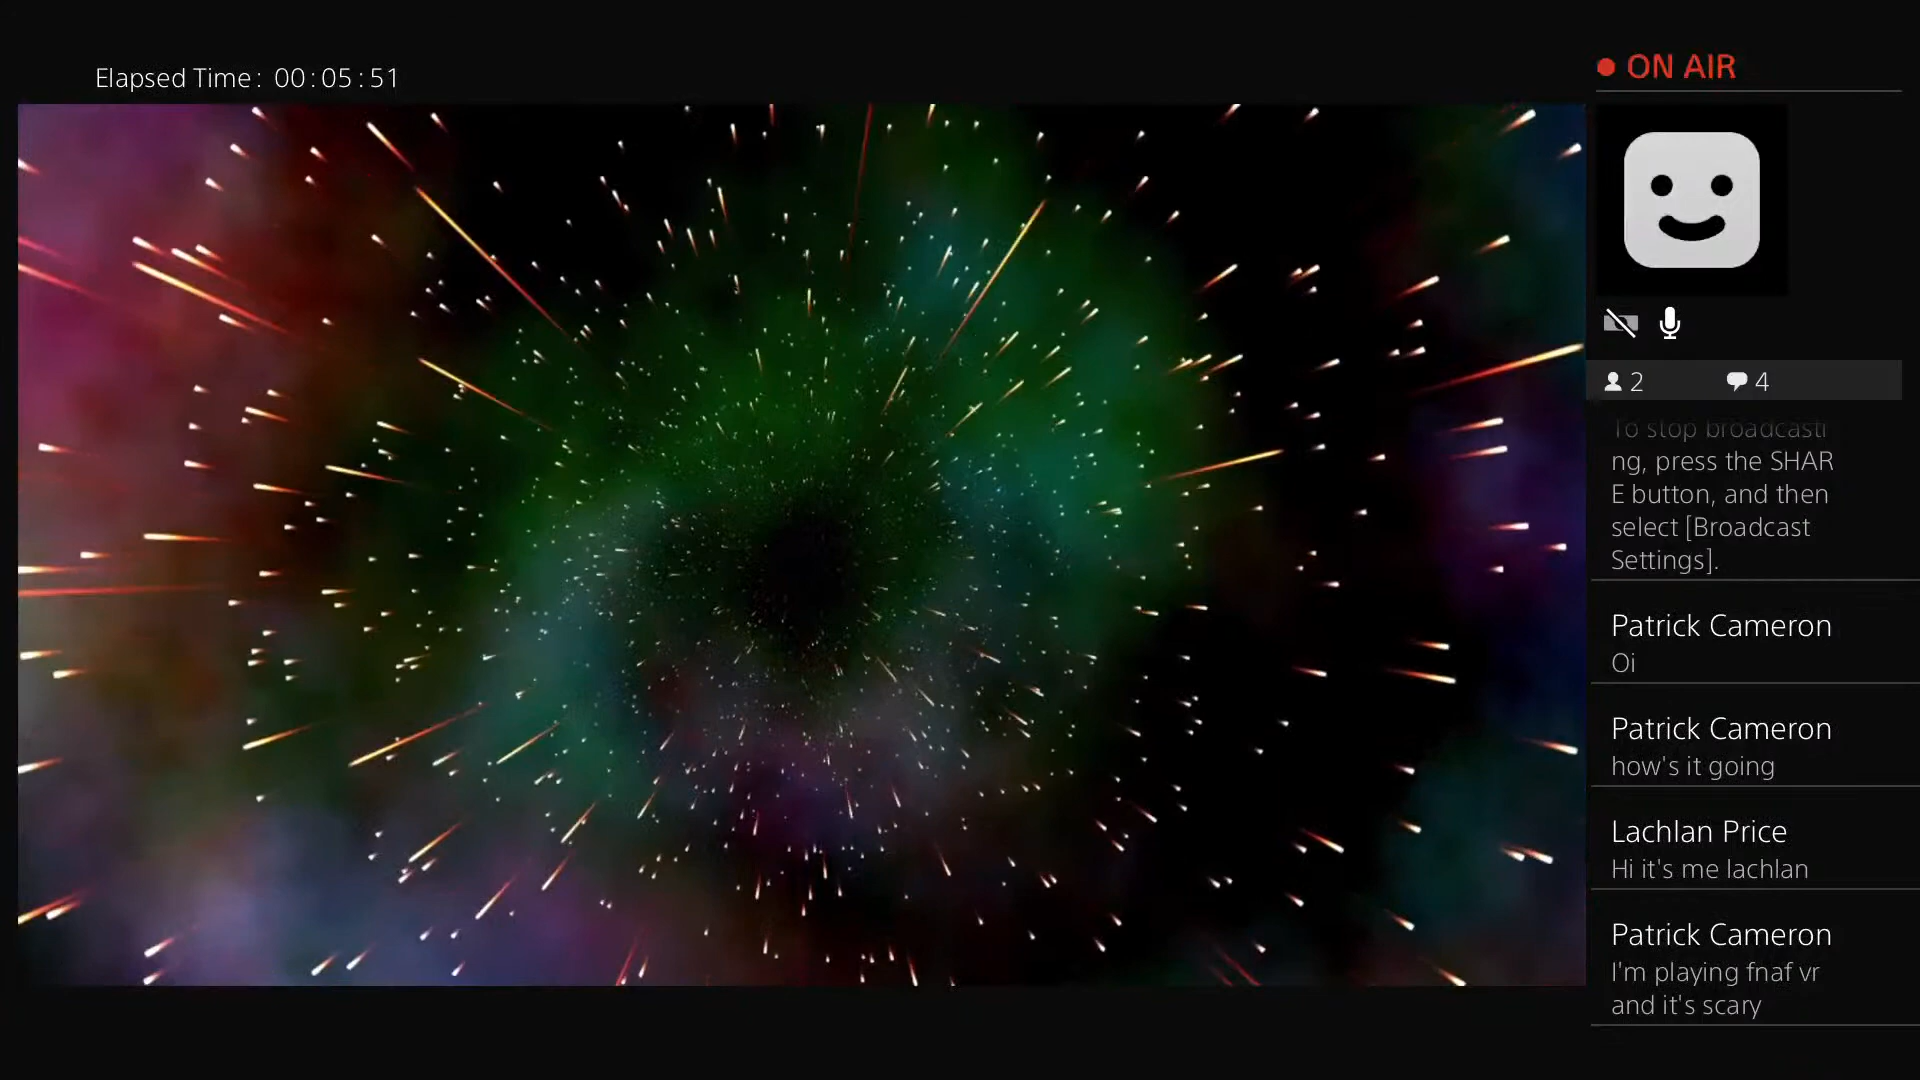 Elapsed Time: 00:05:51
ON AIR
2
4
To stop broadcasti
ng, press the SHAR
E button, and then
select [Broadcast
Settings].
Patrick Cameron
Oi
Patrick Cameron
how's it going
Lachlan Price
Hi it's me lachlan
Patrick Cameron
I'm playing fnaf vr
and it's scary